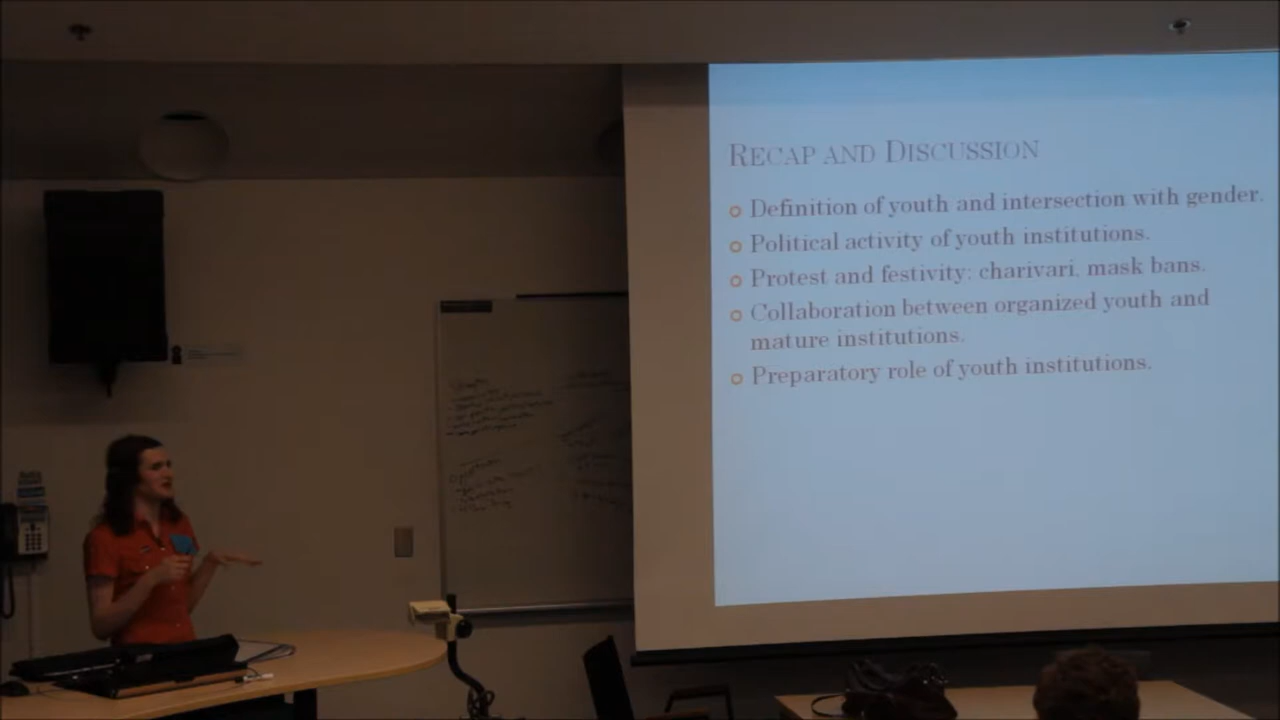 RECAP AND DISCUSSION
Definition of youth and intersection with gender.
Political activity of youth institutions.
Protest and festivity: charivari, mask bans.
Collaboration between organized youth and
mature institutions.
Preparatory role of youth institutions.